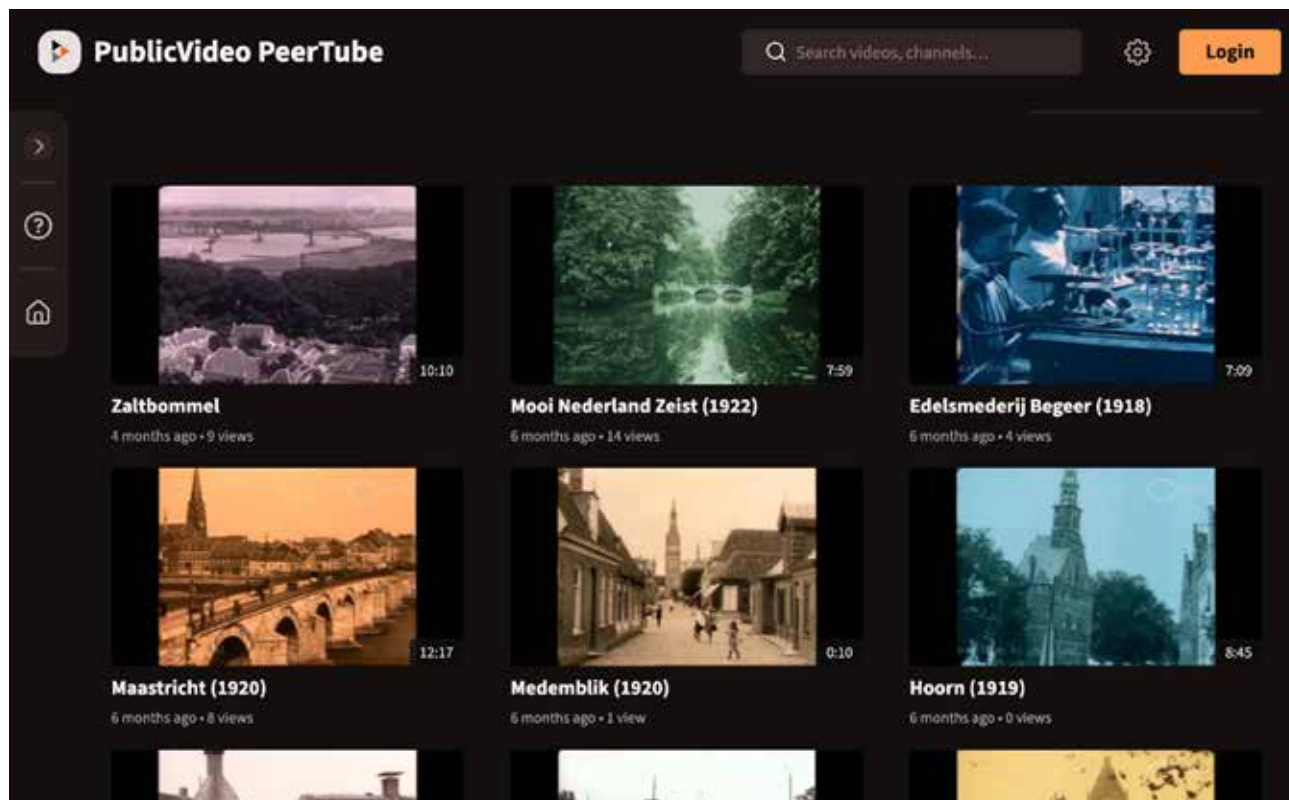 PublicVideo PeerTube
Search videos, channels...
Login
10:10
7:59
7:09
Zaltbommel
Mooi Nederland Zeist (1922)
Edelsmederij Begeer (1918)
4 months ago • 9 views
6 months ago • 14 views
6 months ago • 4 views
12:17
0:10
8:45
Maastricht (1920)
Medemblik (1920)
Hoorn (1919)
6 months ago • 8 views
6 months ago • 1 view
6 months ago • 0 views